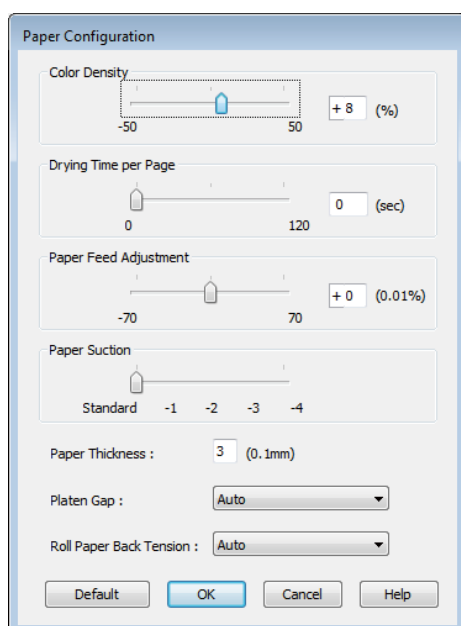 Paper Configuration
Color Density
-50 50 +8 (%)
Drying Time per Page
0 120 0 (sec)
Paper Feed Adjustment
-70 70 +0 (0.01%)
Paper Suction
Standard -1 -2 -3 -4
Paper Thickness : 3 (0.1mm)
Platen Gap : Auto
Roll Paper Back Tension : Auto
Default OK Cancel Help